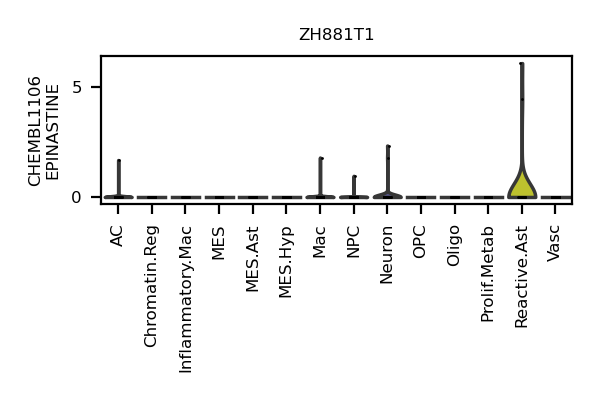 ZH881T1
CHEMBL1106
EPINASTINE
5
0
AC
Chromatin.Reg
Inflammatory.Mac
MES
MES.Ast
MES.Hyp
Mac
NPC
Neuron
OPC
Oligo
Prolif.Metab
Reactive.Ast
Vasc